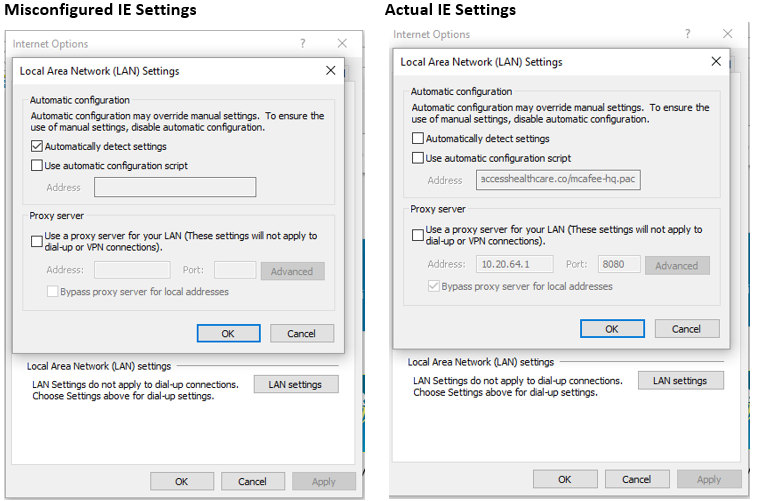 Misconfigured IE Settings
Internet Options
Local Area Network (LAN) Settings
Automatic configuration
Automatic configuration may override manual settings. To ensure the
use of manual settings, disable automatic configuration.
Automatically detect settings
Use automatic configuration script
Address
Proxy server
Use a proxy server for your LAN (These settings will not apply to
dial-up or VPN connections).
Address:
Port:
Advanced
Bypass proxy server for local addresses
OK
Cancel
Local Area Network (LAN) settings
LAN Settings do not apply to dial-up connections.
Choose Settings above for dial-up settings.
LAN settings
OK
Cancel
Apply
Actual IE Settings
Internet Options
Local Area Network (LAN) Settings
Automatic configuration
Automatic configuration may override manual settings. To ensure the
use of manual settings, disable automatic configuration.
Automatically detect settings
Use automatic configuration script
Address accesshealthcare.co/mcafee-hq.pac
Proxy server
Use a proxy server for your LAN (These settings will not apply to
dial-up or VPN connections).
Address: 10.20.64.1 Port: 8080 Advanced
Bypass proxy server for local addresses
OK
Cancel
Local Area Network (LAN) settings
LAN Settings do not apply to dial-up connections.
Choose Settings above for dial-up settings.
LAN settings
OK
Cancel
Apply